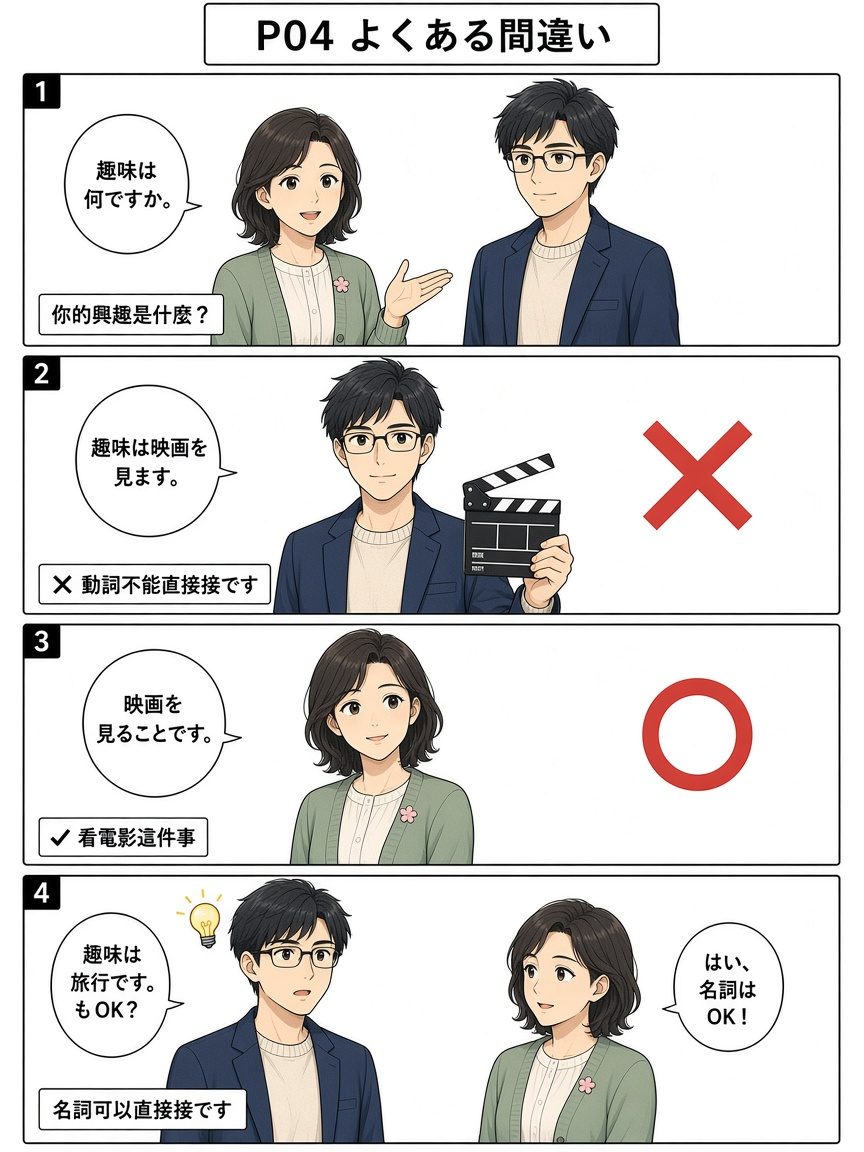 P04 よくある間違い
1
趣味は
何ですか。
你的興趣是什麼？
2
趣味は映画を
見ます。
✕ 動詞不能直接接です
3
映画を
見ることです。
✓ 看電影這件事
4
趣味は
旅行です。
もOK？
はい、
名詞は
OK！
名詞可以直接接です